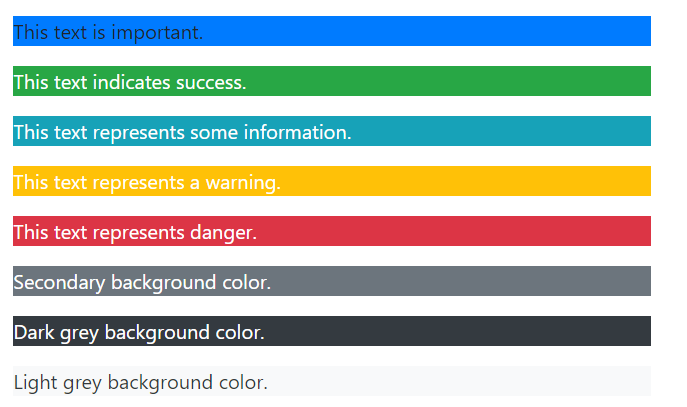 This text is important.
This text indicates success.
This text represents some information.
This text represents a warning.
This text represents danger.
Secondary background color.
Dark grey background color.
Light grey background color.